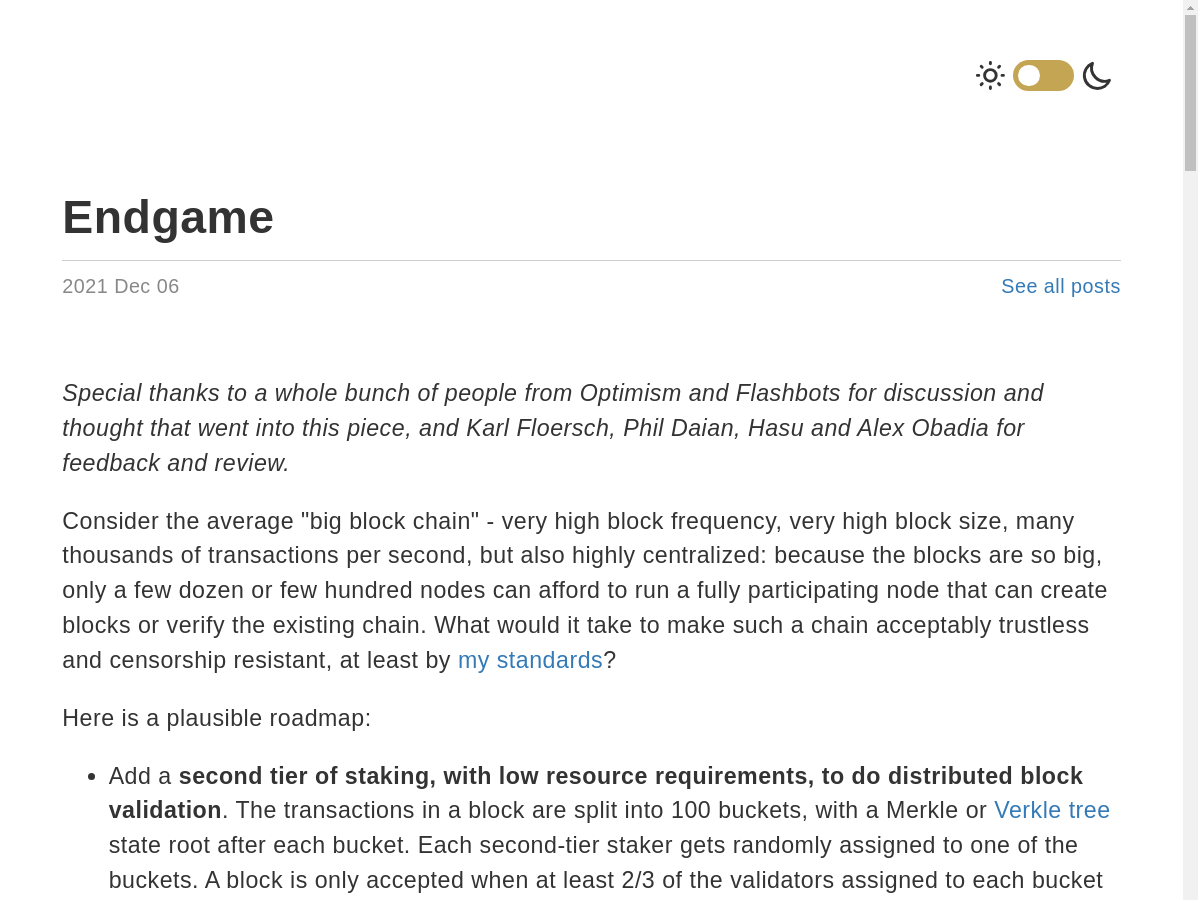 Endgame
2021 Dec 06
See all posts
Special thanks to a whole bunch of people from Optimism and Flashbots for discussion and
thought that went into this piece, and Karl Floersch, Phil Daian, Hasu and Alex Obadia for
feedback and review.
Consider the average "big block chain" - very high block frequency, very high block size, many
thousands of transactions per second, but also highly centralized: because the blocks are so big,
only a few dozen or few hundred nodes can afford to run a fully participating node that can create
blocks or verify the existing chain. What would it take to make such a chain acceptably trustless
and censorship resistant, at least by my standards?
Here is a plausible roadmap:
• Add a second tier of staking, with low resource requirements, to do distributed block
validation. The transactions in a block are split into 100 buckets, with a Merkle or Verkle tree
state root after each bucket. Each second-tier staker gets randomly assigned to one of the
buckets. A block is only accepted when at least 2/3 of the validators assigned to each bucket